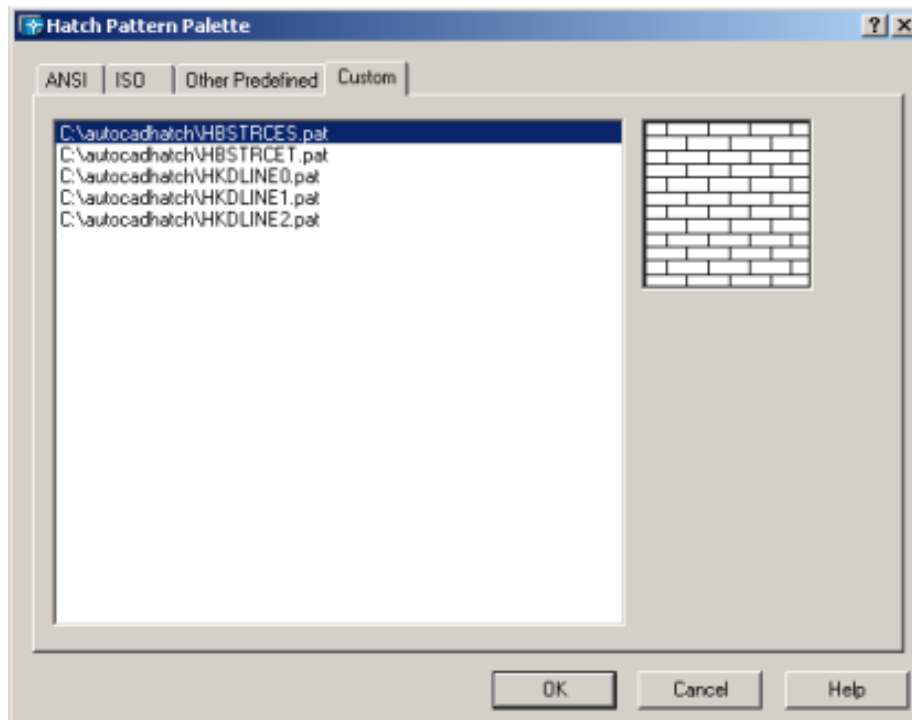 Hatch Pattern Palette
ANSI ISO Other Predefined Custom
C:\autocadhatch\HBSTRCES.pat
C:\autocadhatch\HBSTRCET.pat
C:\autocadhatch\HKDLINE0.pat
C:\autocadhatch\HKDLINE1.pat
C:\autocadhatch\HKDLINE2.pat
OK Cancel Help